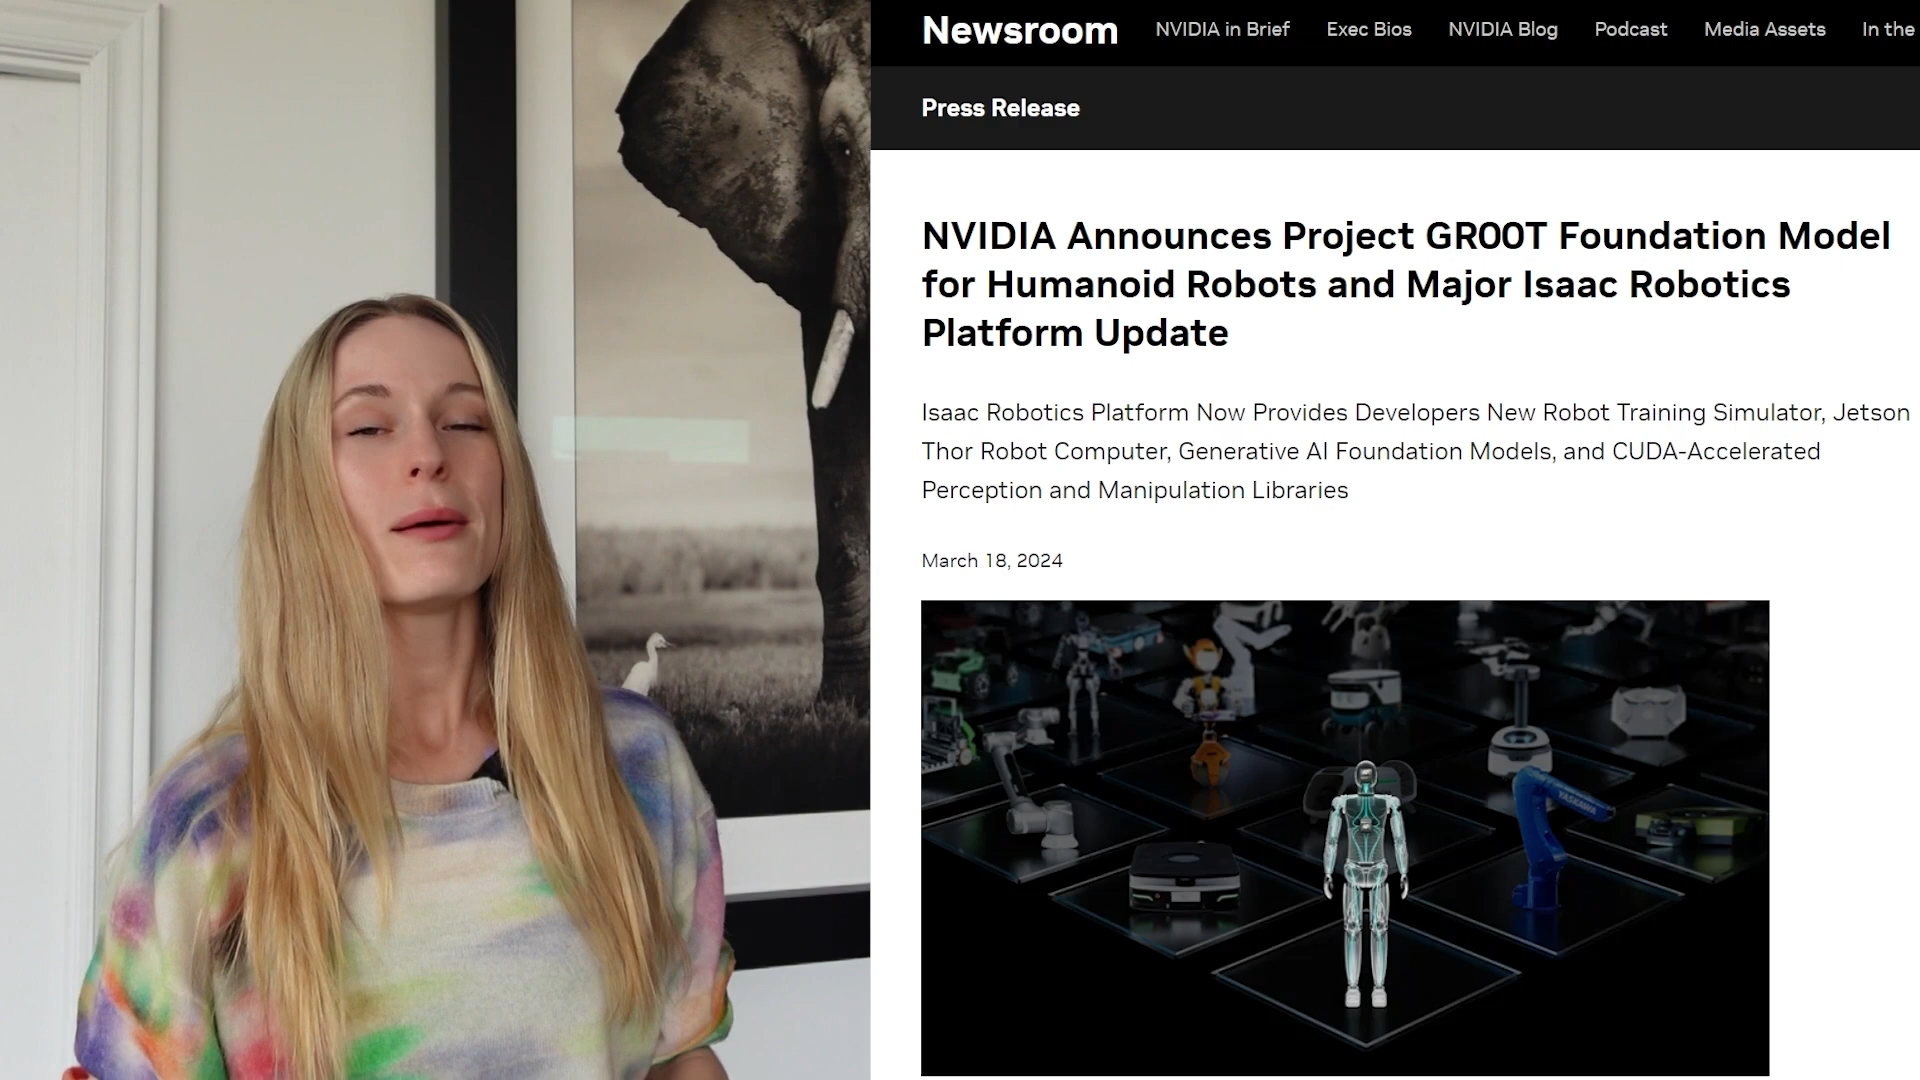 Newsroom NVIDIA in Brief Exec Bios NVIDIA Blog Podcast Media Assets In the
Press Release
NVIDIA Announces Project GR00T Foundation Model
for Humanoid Robots and Major Isaac Robotics
Platform Update
Isaac Robotics Platform Now Provides Developers New Robot Training Simulator, Jetson
Thor Robot Computer, Generative AI Foundation Models, and CUDA-Accelerated
Perception and Manipulation Libraries
March 18, 2024
YASKAWA